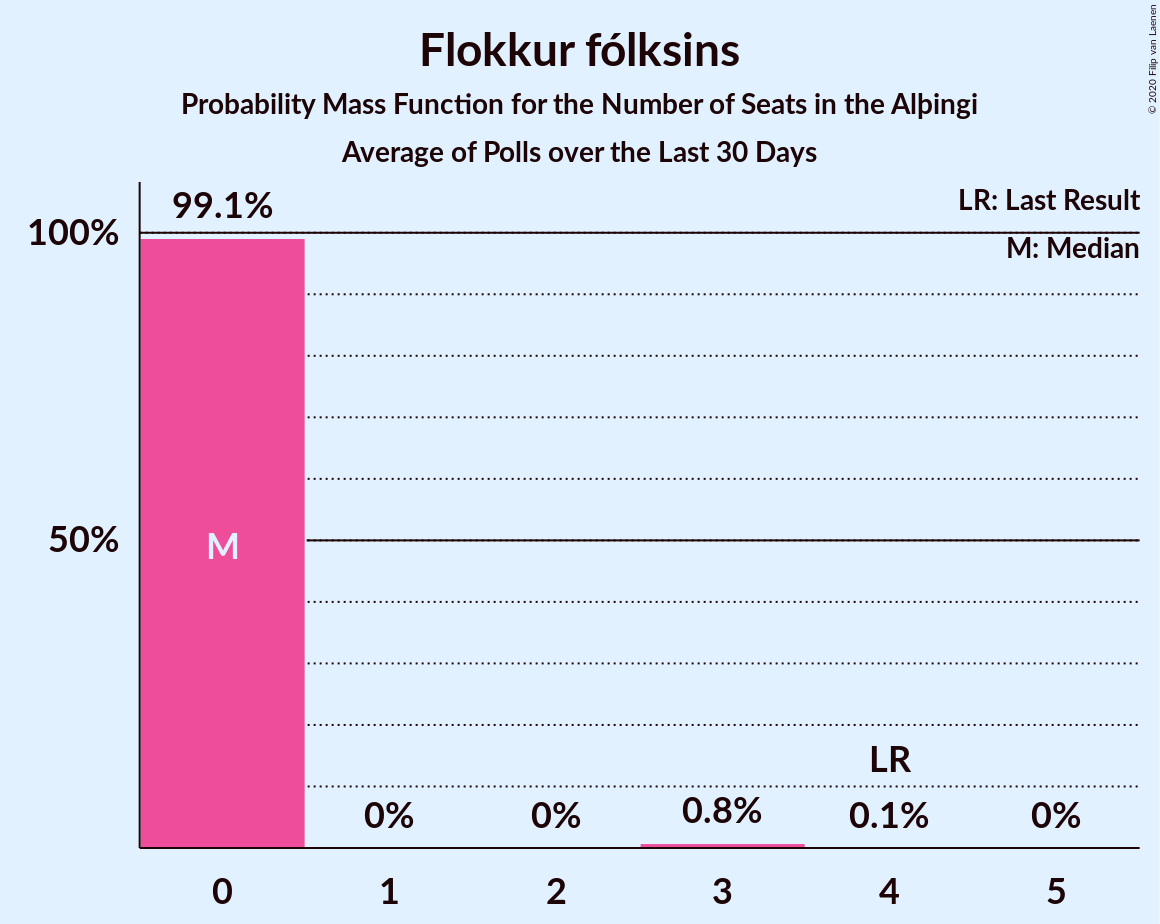 Flokkur fólksins
Probability Mass Function for the Number of Seats in the Alþingi
Average of Polls over the Last 30 Days
© 2020 Filip van Laenen
LR: Last Result
M: Median
99.1%
100%
50%
M
LR
0% 0% 0.8% 0.1% 0%
0 1 2 3 4 5